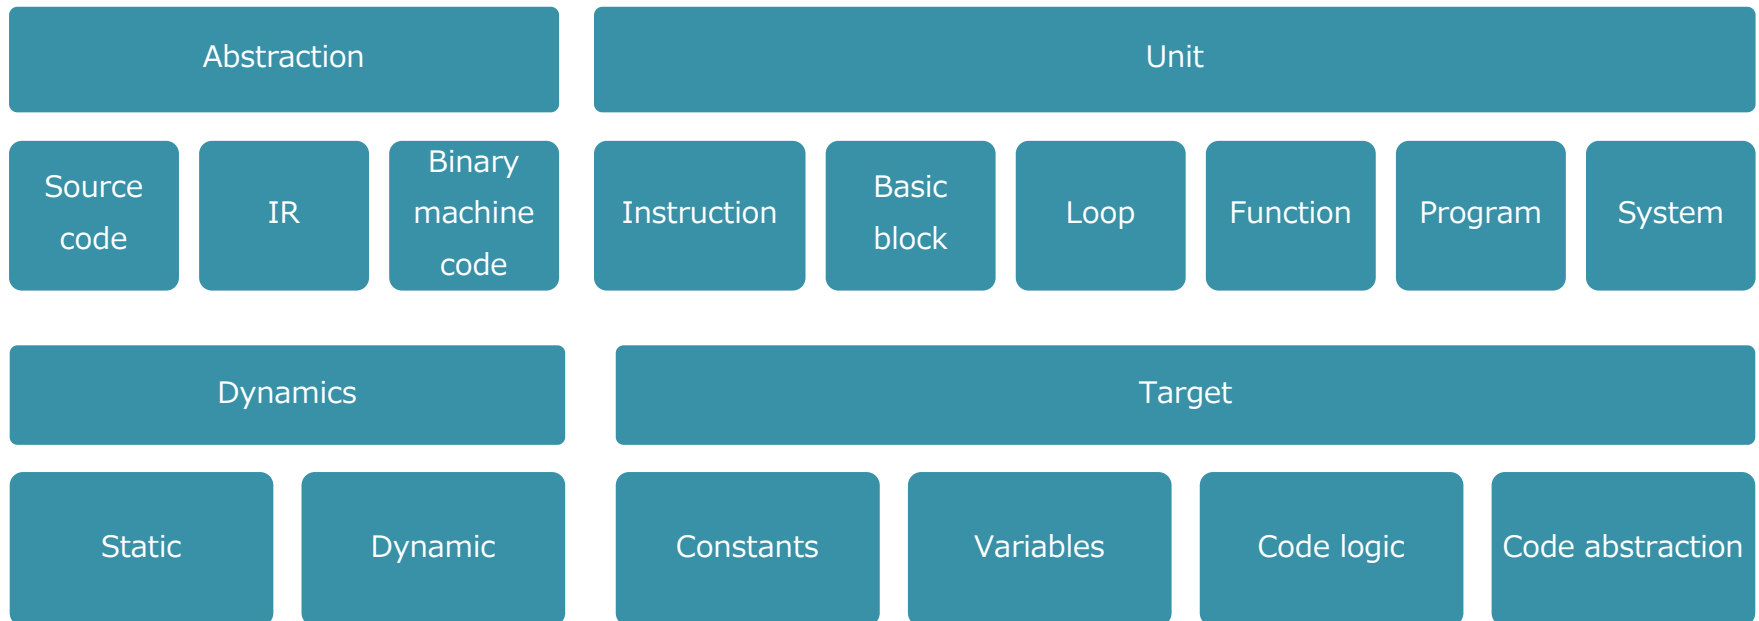 Abstraction
Unit
Source
code
IR
Binary
machine
code
Instruction
Basic
block
Loop
Function
Program
System
Dynamics
Target
Static
Dynamic
Constants
Variables
Code logic
Code abstraction